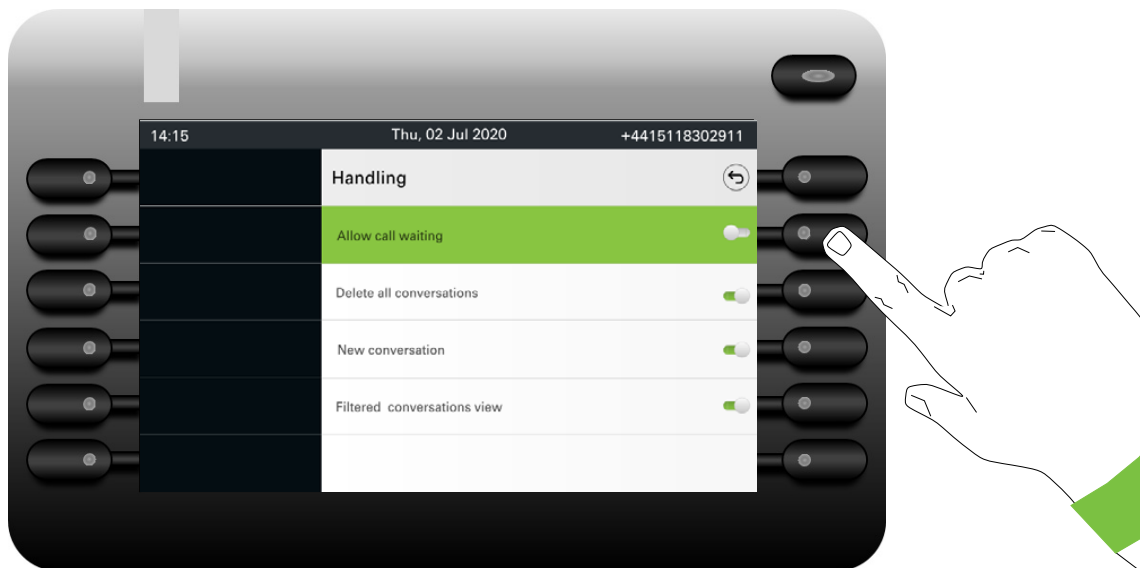 14:15 Thu, 02 Jul 2020 +4415118302911
Handling
Allow call waiting
Delete all conversations
New conversation
Filtered conversations view